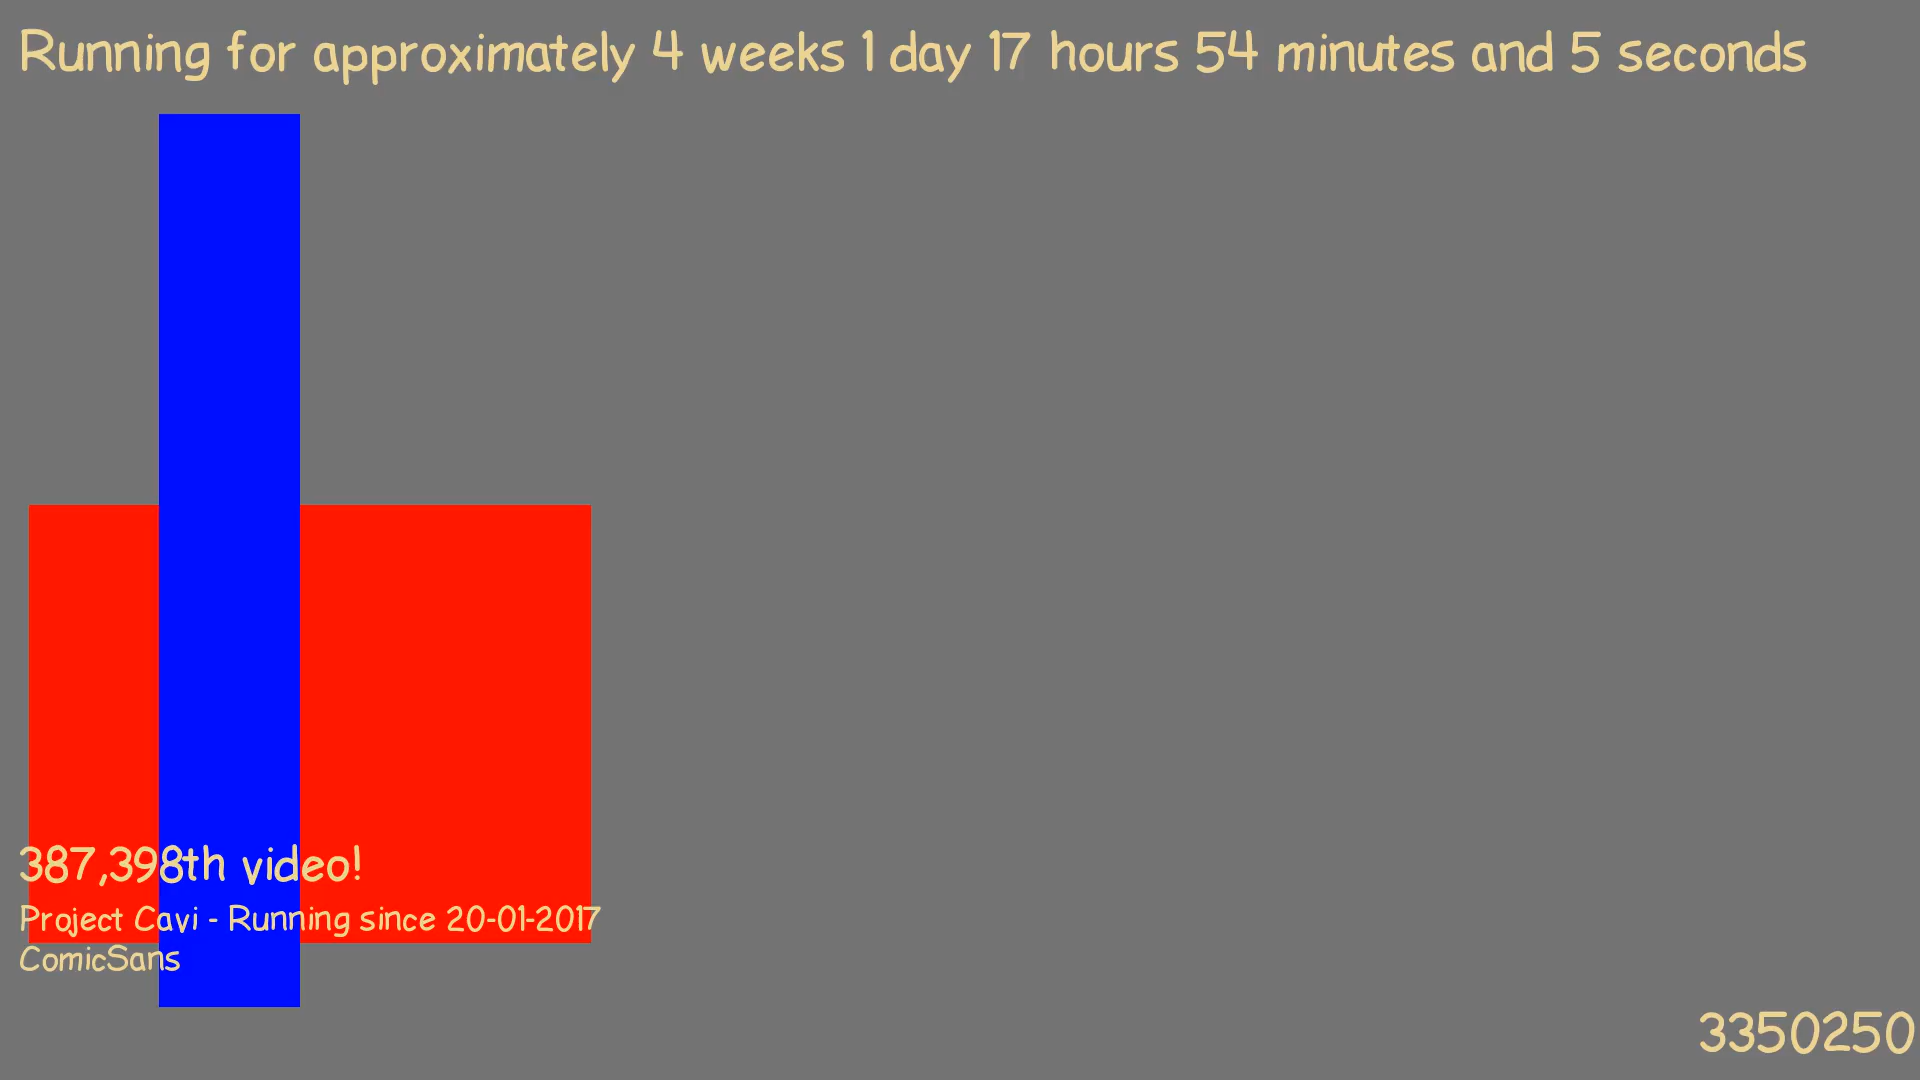 Running for approximately 4 weeks 1 day 17 hours 54 minutes and 5 seconds
387,398th video!
Project Cavi - Running since 20-01-2017
ComicSans
3350250